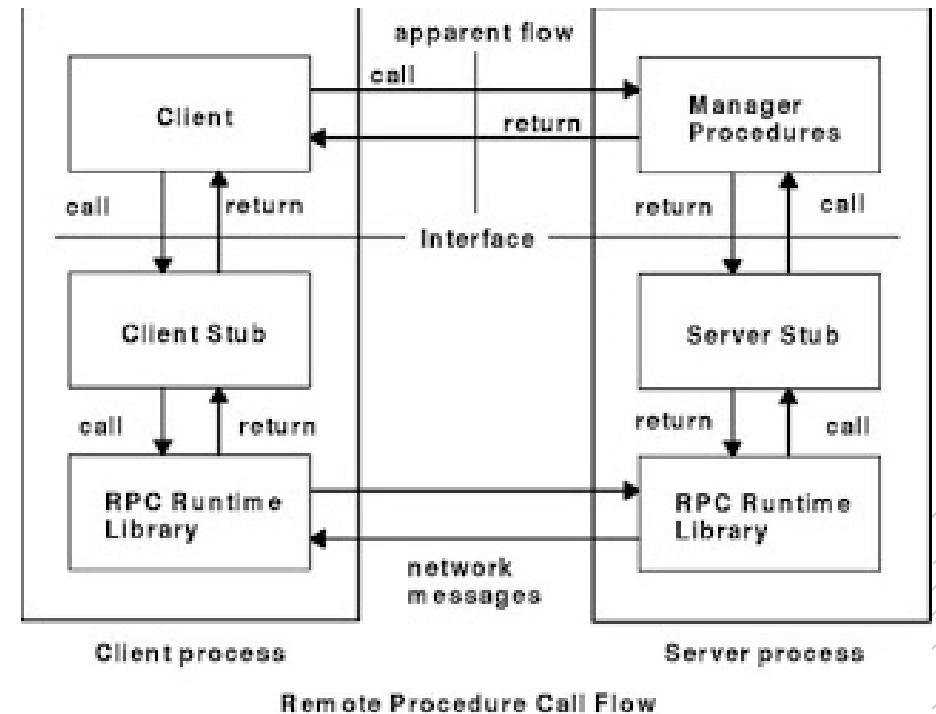 apparent flow
call
Client
Manager
Procedures
return
call
return
return
call
Interface
Client Stub
Server Stub
call
return
return
call
RPC Runtime
Library
RPC Runtime
Library
network
messages
Client process
Server process
Remote Procedure Call Flow